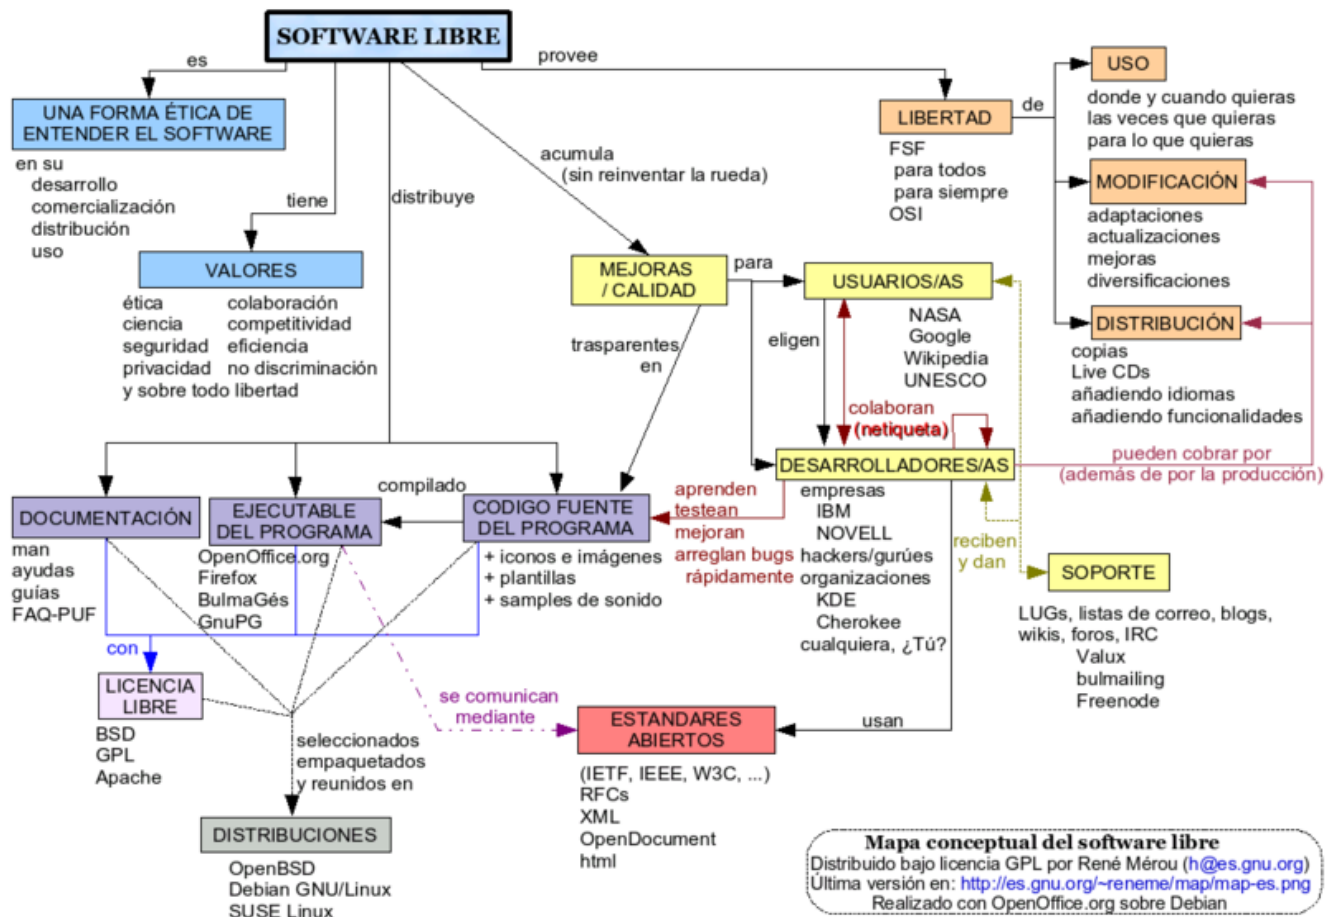 SOFTWARE LIBRE
es
provee
UNA FORMA ÉTICA DE
ENTENDER EL SOFTWARE
en su
desarrollo
comercialización
distribución
uso
tiene
distribuye
acumula
(sin reinventar la rueda)
LIBERTAD
de
FSF
para todos
para siempre
OSI
USO
donde y cuando quieras
las veces que quieras
para lo que quieras
MODIFICACIÓN
adaptaciones
actualizaciones
mejoras
diversificaciones
DISTRIBUCIÓN
copias
Live CDs
añadiendo idiomas
añadiendo funcionalidades
VALORES
ética colaboración
ciencia competitividad
seguridad eficiencia
privacidad no discriminación
y sobre todo libertad
MEJORAS
/ CALIDAD
para
USUARIOS/AS
NASA
Google
Wikipedia
UNESCO
trasparentes
en
eligen
colaboran
(netiqueta)
DESARROLLADORES/AS
empresas
IBM
NOVELL
hackers/gurúes
organizaciones
KDE
Cherokee
cualquiera, ¿Tú?
pueden cobrar por
(además de por la producción)
aprenden
testean
mejoran
arreglan bugs
rápidamente
reciben
y dan
SOPORTE
LUGs, listas de correo, blogs,
wikis, foros, IRC
Valux
bulmailing
Freenode
DOCUMENTACIÓN
man
ayudas
guías
FAQ-PUF
EJECUTABLE
DEL PROGRAMA
OpenOffice.org
Firefox
BulmaGés
GnuPG
compilado
CODIGO FUENTE
DEL PROGRAMA
+ iconos e imágenes
+ plantillas
+ samples de sonido
con
LICENCIA
LIBRE
BSD
GPL
Apache
se comunican
mediante
usan
ESTANDARES
ABIERTOS
(IETF, IEEE, W3C, ...)
RFCs
XML
OpenDocument
html
seleccionados
empaquetados
y reunidos en
DISTRIBUCIONES
OpenBSD
Debian GNU/Linux
SUSE Linux
Mapa conceptual del software libre
Distribuido bajo licencia GPL por René Mérou (h@es.gnu.org)
Última versión en: http://es.gnu.org/~reneme/map/map-es.png
Realizado con OpenOffice.org sobre Debian